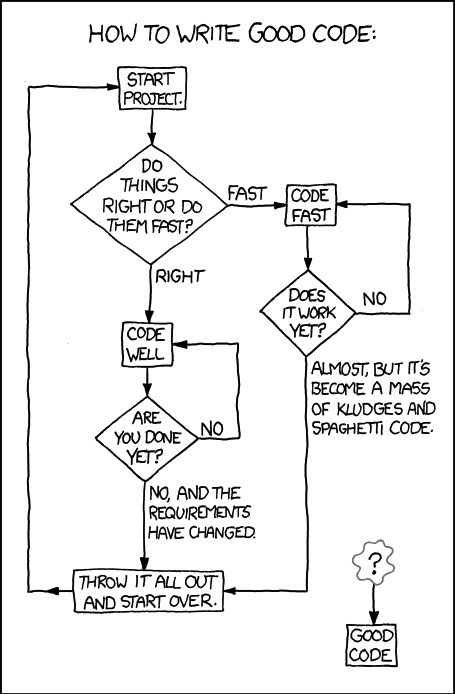 HOW TO WRITE GOOD CODE:
START
PROJECT.
DO
THINGS
RIGHT OR DO
THEM FAST?
FAST
CODE
FAST
RIGHT
DOES
IT WORK
YET?
NO
CODE
WELL
ALMOST, BUT IT'S
BECOME A MASS
OF KLUDGES AND
SPAGHETTI CODE.
ARE
YOU DONE
YET?
NO
NO, AND THE
REQUIREMENTS
HAVE CHANGED.
THROW IT ALL OUT
AND START OVER.
?
GOOD
CODE